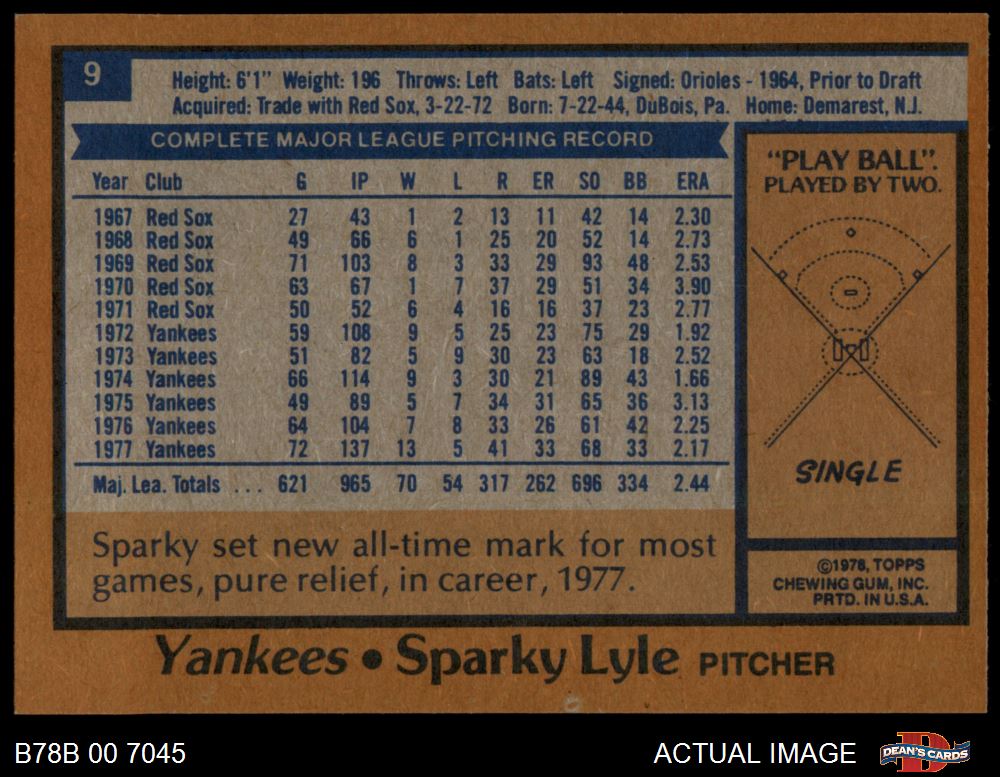 9
Height: 6'1" Weight: 196 Throws: Left Bats: Left Signed: Orioles - 1964, Prior to Draft
Acquired: Trade with Red Sox, 3-22-72 Born: 7-22-44, DuBois, Pa. Home: Demarest, N.J.
COMPLETE MAJOR LEAGUE PITCHING RECORD
Year Club G IP W L R ER SO BB ERA
1967 Red Sox 27 43 1 2 13 11 42 14 2.30
1968 Red Sox 49 66 6 1 25 20 52 14 2.73
1969 Red Sox 71 103 8 3 33 29 93 48 2.53
1970 Red Sox 63 67 1 7 37 29 51 34 3.90
1971 Red Sox 50 52 6 4 16 16 37 23 2.77
1972 Yankees 59 108 9 5 25 23 75 29 1.92
1973 Yankees 51 82 5 9 30 23 63 18 2.52
1974 Yankees 66 114 9 3 30 21 89 43 1.66
1975 Yankees 49 89 5 7 34 31 65 36 3.13
1976 Yankees 64 104 7 8 33 26 61 42 2.25
1977 Yankees 72 137 13 5 41 33 68 33 2.17
Maj. Lea. Totals ... 621 965 70 54 317 262 696 334 2.44
Sparky set new all-time mark for most
games, pure relief, in career, 1977.
"PLAY BALL".
PLAYED BY TWO.
SINGLE
©1978, TOPPS
CHEWING GUM, INC.
PRTD. IN U.S.A.
Yankees • Sparky Lyle PITCHER
B78B 00 7045
ACTUAL IMAGE
DEAN'S CARDS